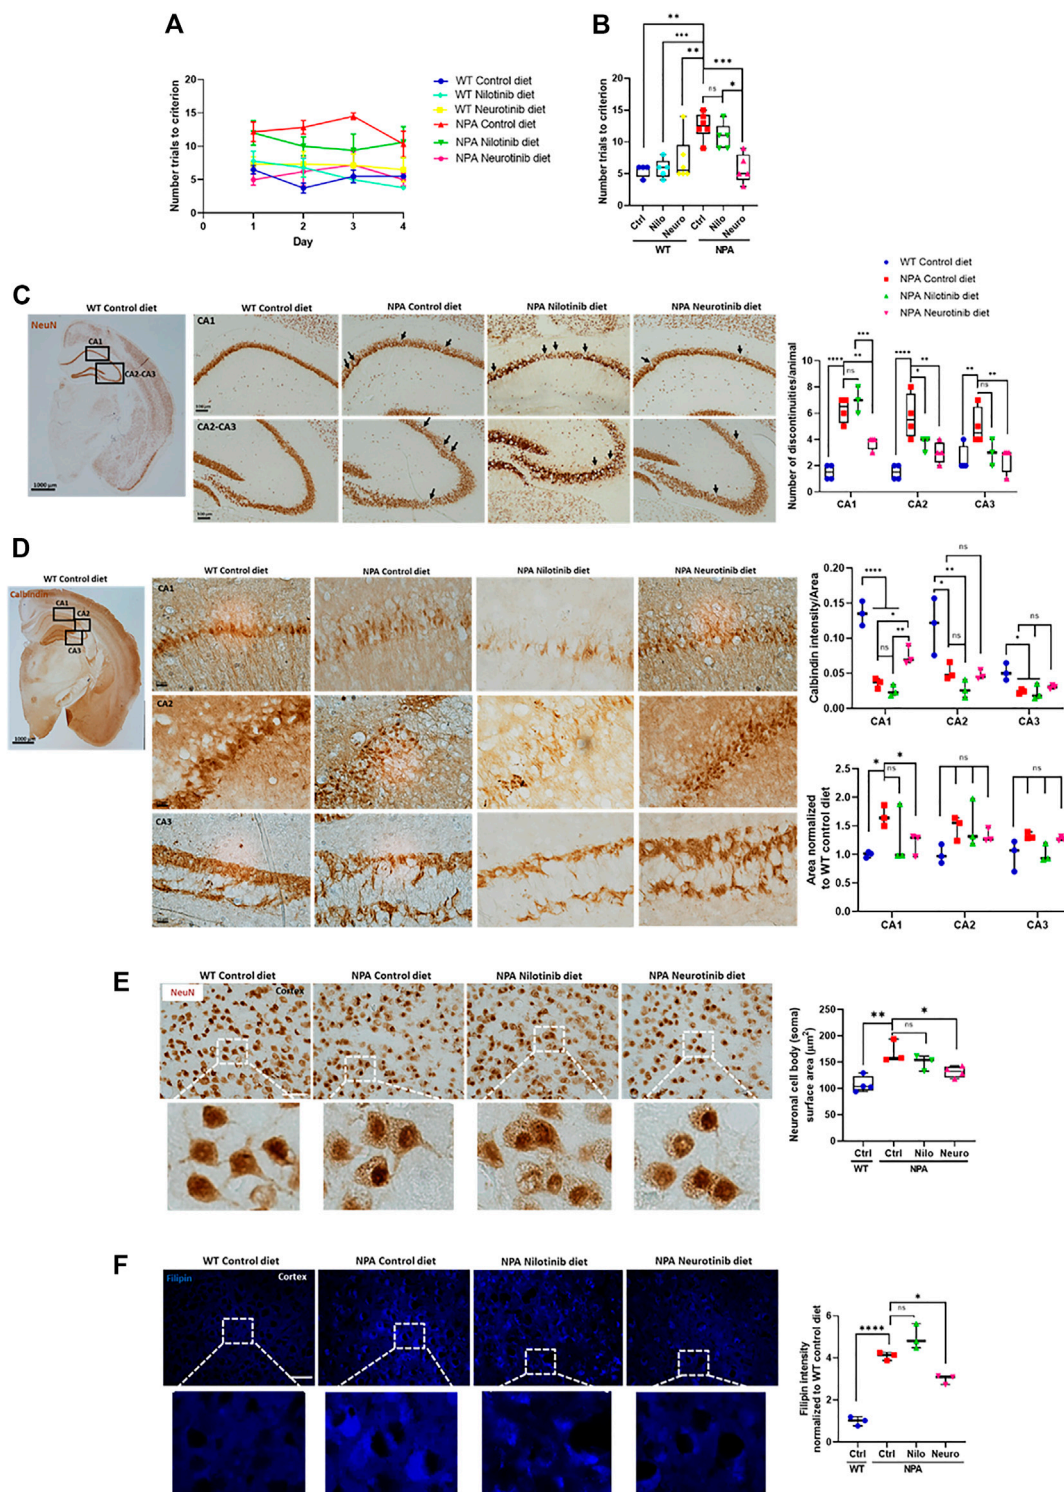 A
Number trials to criterion
20
15
10
5
0
0
1
2
3
4
Day
WT Control diet
WT Nilotinib diet
WT Neurotinib diet
NPA Control diet
NPA Nilotinib diet
NPA Neurotinib diet
B
Number trials to criterion
20
15
10
5
0
**
***
**
***
ns
*
Ctrl
Nilo
Neuro
Ctrl
Nilo
Neuro
WT
NPA
C
WT Control diet
NeuN
CA1
CA2-CA3
1000 µm
WT Control diet
NPA Control diet
NPA Nilotinib diet
NPA Neurotinib diet
CA1
CA2-CA3
WT Control diet
NPA Control diet
NPA Nilotinib diet
NPA Neurotinib diet
Number of discontinuities/animal
10
8
6
4
2
0
****
***
**
ns
****
**
*
**
**
ns
CA1
CA2
CA3
D
WT Control diet
Calbindin
CA1
CA2
CA3
1000 µm
WT Control diet
NPA Control diet
NPA Nilotinib diet
NPA Neurotinib diet
CA1
CA2
CA3
Calbindin intensity/Area
0.20
0.15
0.10
0.05
0.00
****
*
**
ns
ns
**
*
ns
ns
*
CA1
CA2
CA3
Area normalized
to WT control diet
2.5
2.0
1.5
1.0
0.5
0.0
*
ns
*
ns
ns
CA1
CA2
CA3
E
WT Control diet
NPA Control diet
NPA Nilotinib diet
NPA Neurotinib diet
NeuN
Cortex
Neuronal cell body (soma)
surface area (µm²)
250
200
150
100
50
0
**
*
ns
Ctrl
Ctrl
Nilo
Neuro
WT
NPA
F
WT Control diet
NPA Control diet
NPA Nilotinib diet
NPA Neurotinib diet
Filipin
Cortex
Filipin intensity
normalized to WT control diet
6
4
2
0
****
ns
*
Ctrl
Ctrl
Nilo
Neuro
WT
NPA